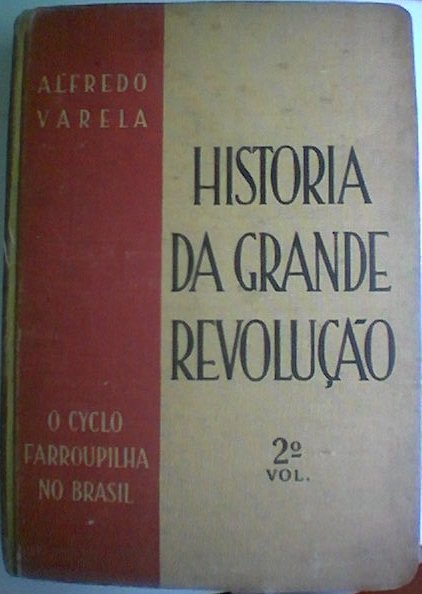 ALFREDO
VARELA
HISTORIA
DA GRANDE
REVOLUÇÃO
2º
VOL.
O CYCLO
FARROUPILHA
NO BRASIL